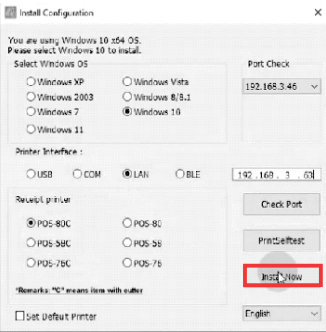 Install Configuration
You are using Windows 10 x64 OS.
Please select Windows 10 to install.
Select Windows OS
Port Check
Windows XP
Windows Vista
192.168.3.46
Windows 2003
Windows 8/8.1
Windows 7
Windows 10
Windows 11
Printer Interface :
USB
COM
LAN
BLE
192 . 168 . 3 . 63
Receipt printer
Check Port
POS-80C
POS-80
POS-58C
POS-58
PrintSelftest
POS-76C
POS-76
Install Now
*Remarks: "C" means item with cutter
Set Default Printer
English